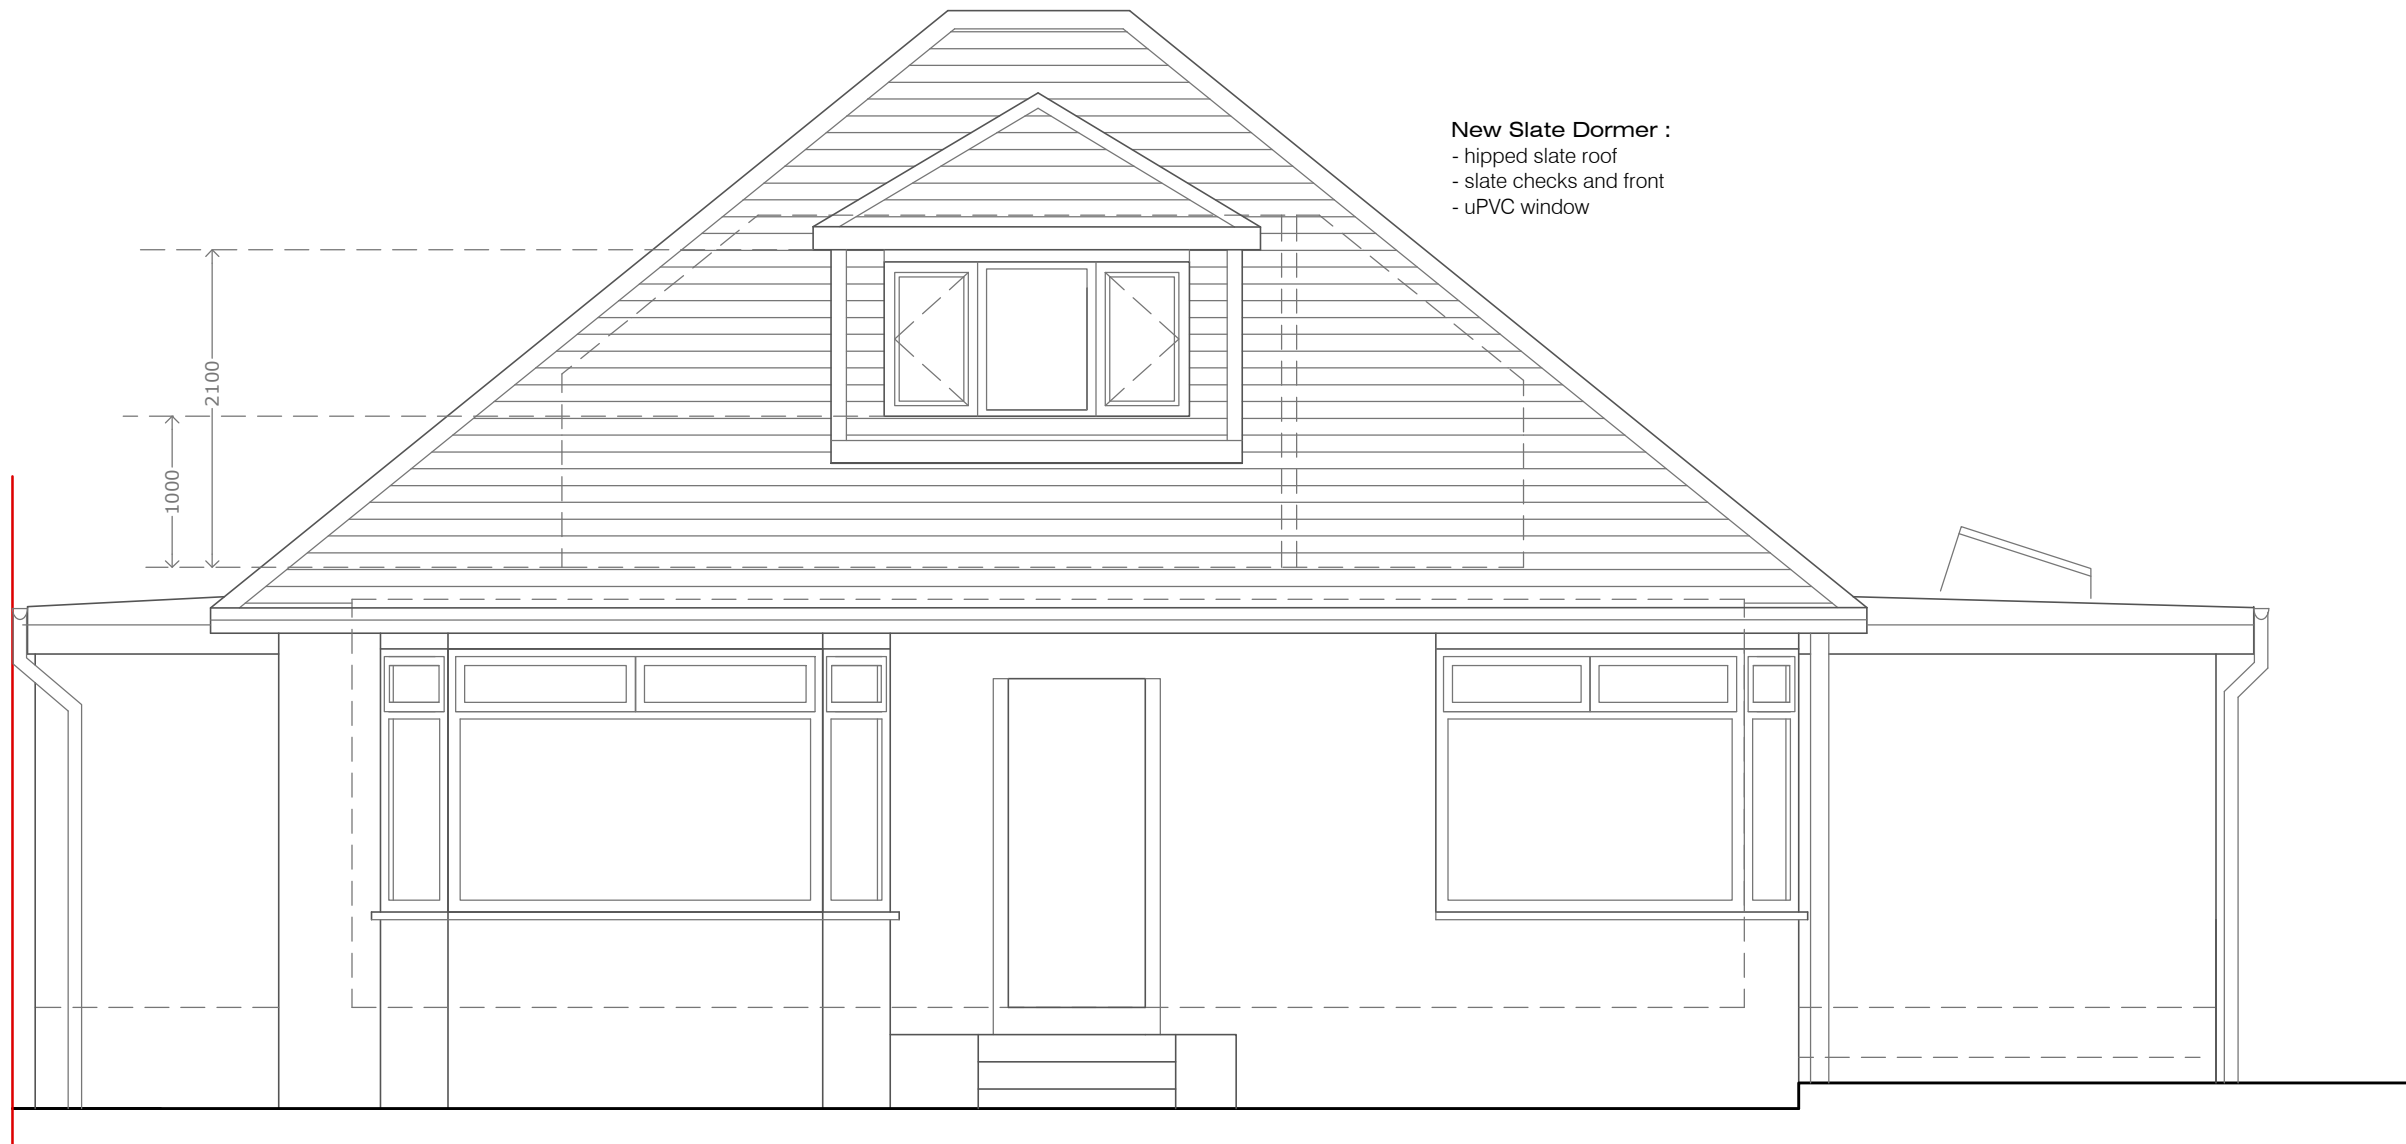 New Slate Dormer :
- hipped slate roof
- slate checks and front
- uPVC window
2100
1000